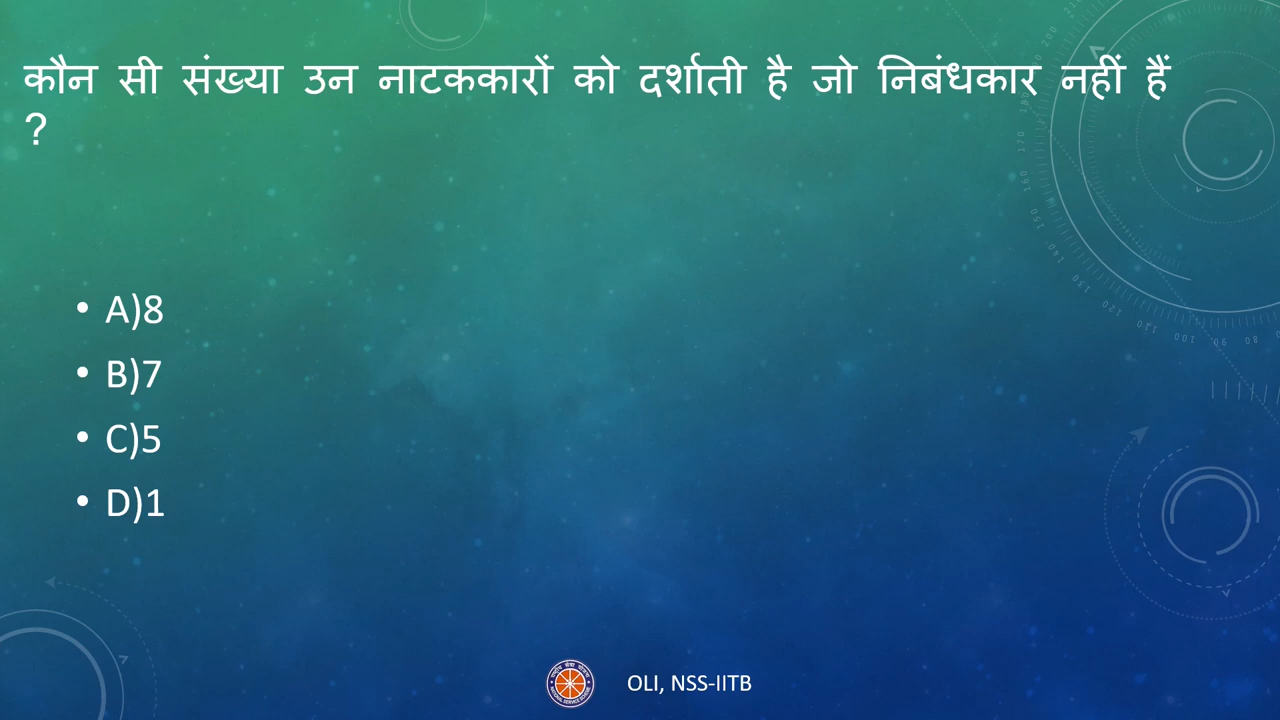 कौन सी संख्या उन नाटककारों को दर्शाती है जो निबंधकार नहीं हैं
?
• A)8
• B)7
• C)5
• D)1
OLI, NSS-IITB